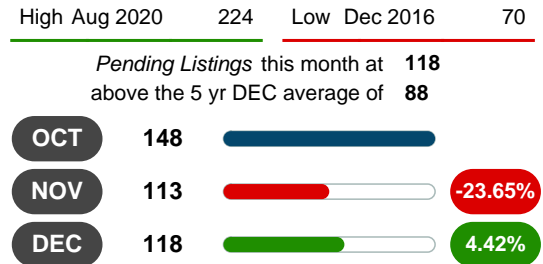 High Aug 2020 224 Low Dec 2016 70
Pending Listings this month at 118
above the 5 yr DEC average of 88
OCT 148
NOV 113 -23.65%
DEC 118 4.42%